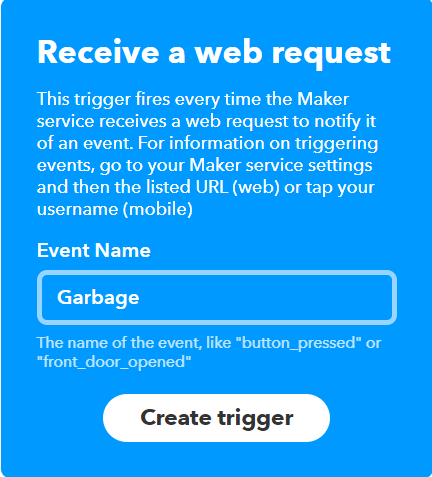 Receive a web request
This trigger fires every time the Maker
service receives a web request to notify it
of an event. For information on triggering
events, go to your Maker service settings
and then the listed URL (web) or tap your
username (mobile)
Event Name
Garbage
The name of the event, like "button_pressed" or
"front_door_opened"
Create trigger